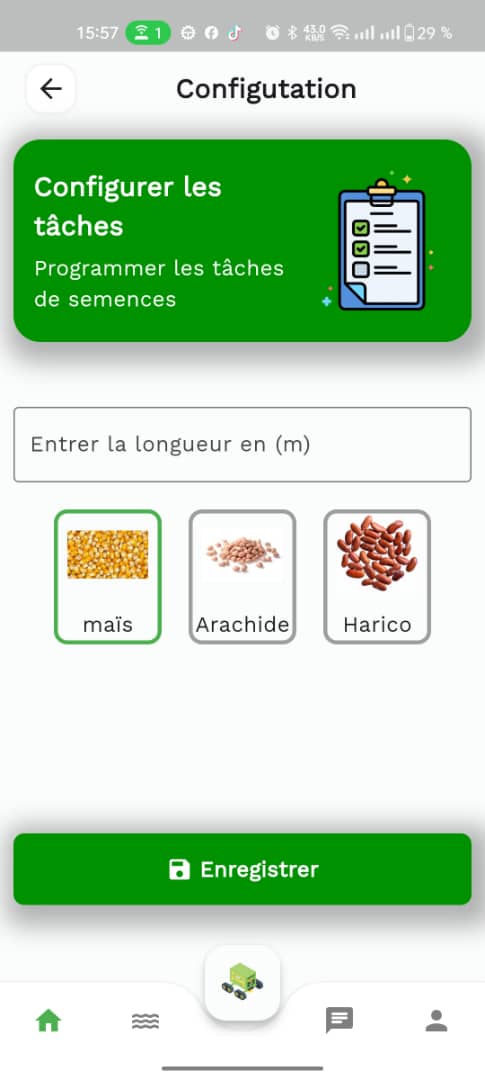 15:57 1 43.0 KB/S 29 %
Configutation
Configurer les
tâches
Programmer les tâches
de semences
Entrer la longueur en (m)
maïs Arachide Harico
Enregistrer